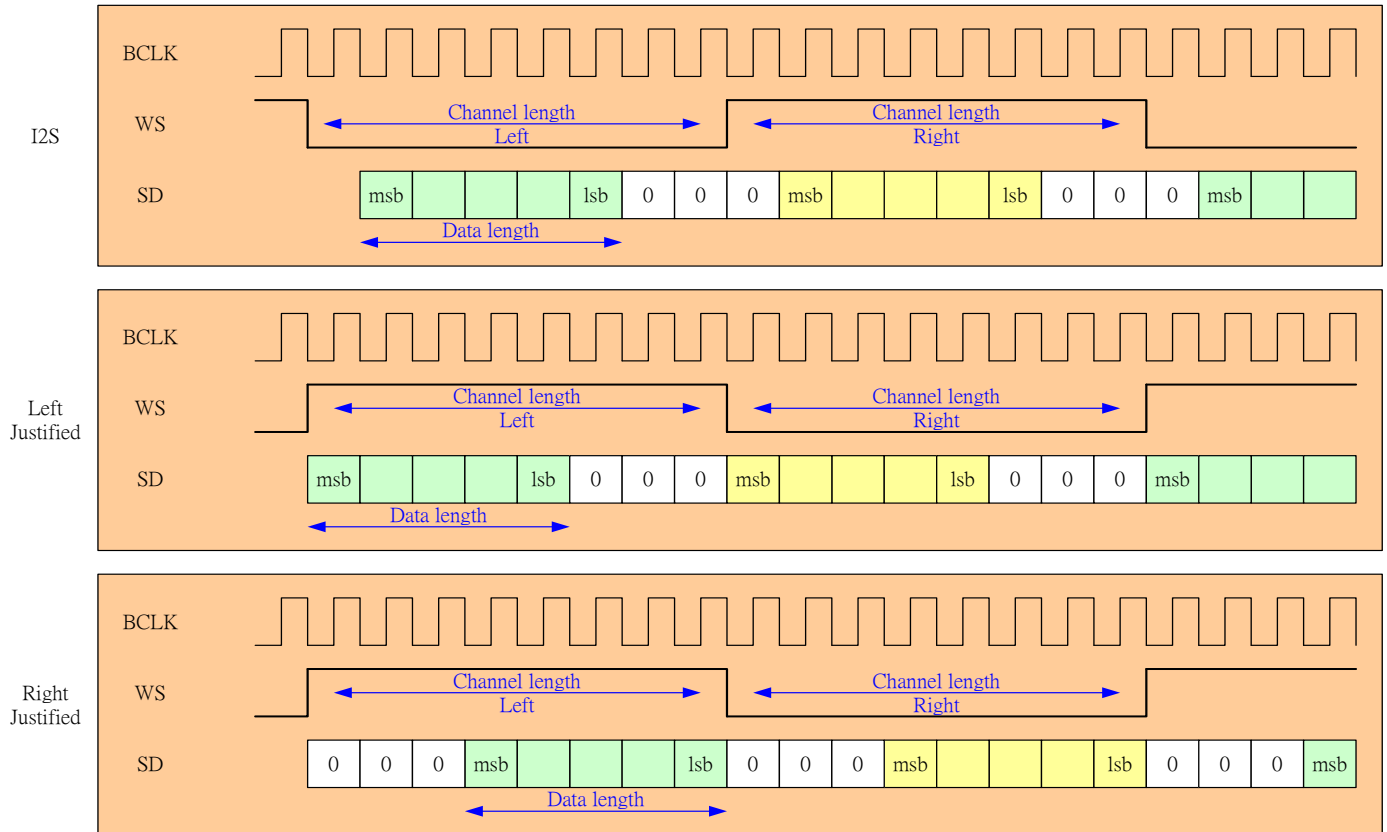 BCLK
I2S
WS
Channel length
Left
Channel length
Right
SD
msb lsb 0 0 0 msb lsb 0 0 0 msb
Data length
BCLK
Left
Justified
WS
Channel length
Left
Channel length
Right
SD
msb lsb 0 0 0 msb lsb 0 0 0 msb
Data length
BCLK
Right
Justified
WS
Channel length
Left
Channel length
Right
SD
0 0 0 msb lsb 0 0 0 msb lsb 0 0 0 msb
Data length